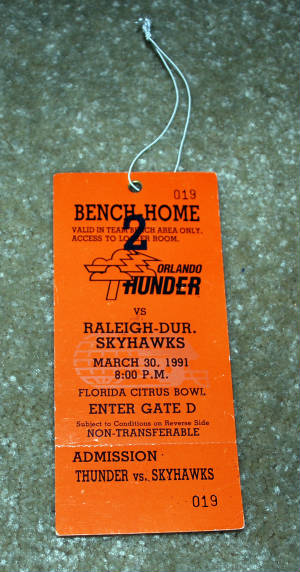 019
BENCH HOME
2
VALID IN TEAM BENCH AREA ONLY.
ACCESS TO LOCKER ROOM.
ORLANDO
THUNDER
VS
RALEIGH-DUR.
SKYHAWKS
MARCH 30, 1991
8:00 P.M.
FLORIDA CITRUS BOWL
ENTER GATE D
Subject to Conditions on Reverse Side
NON-TRANSFERABLE
ADMISSION
THUNDER vs. SKYHAWKS
019